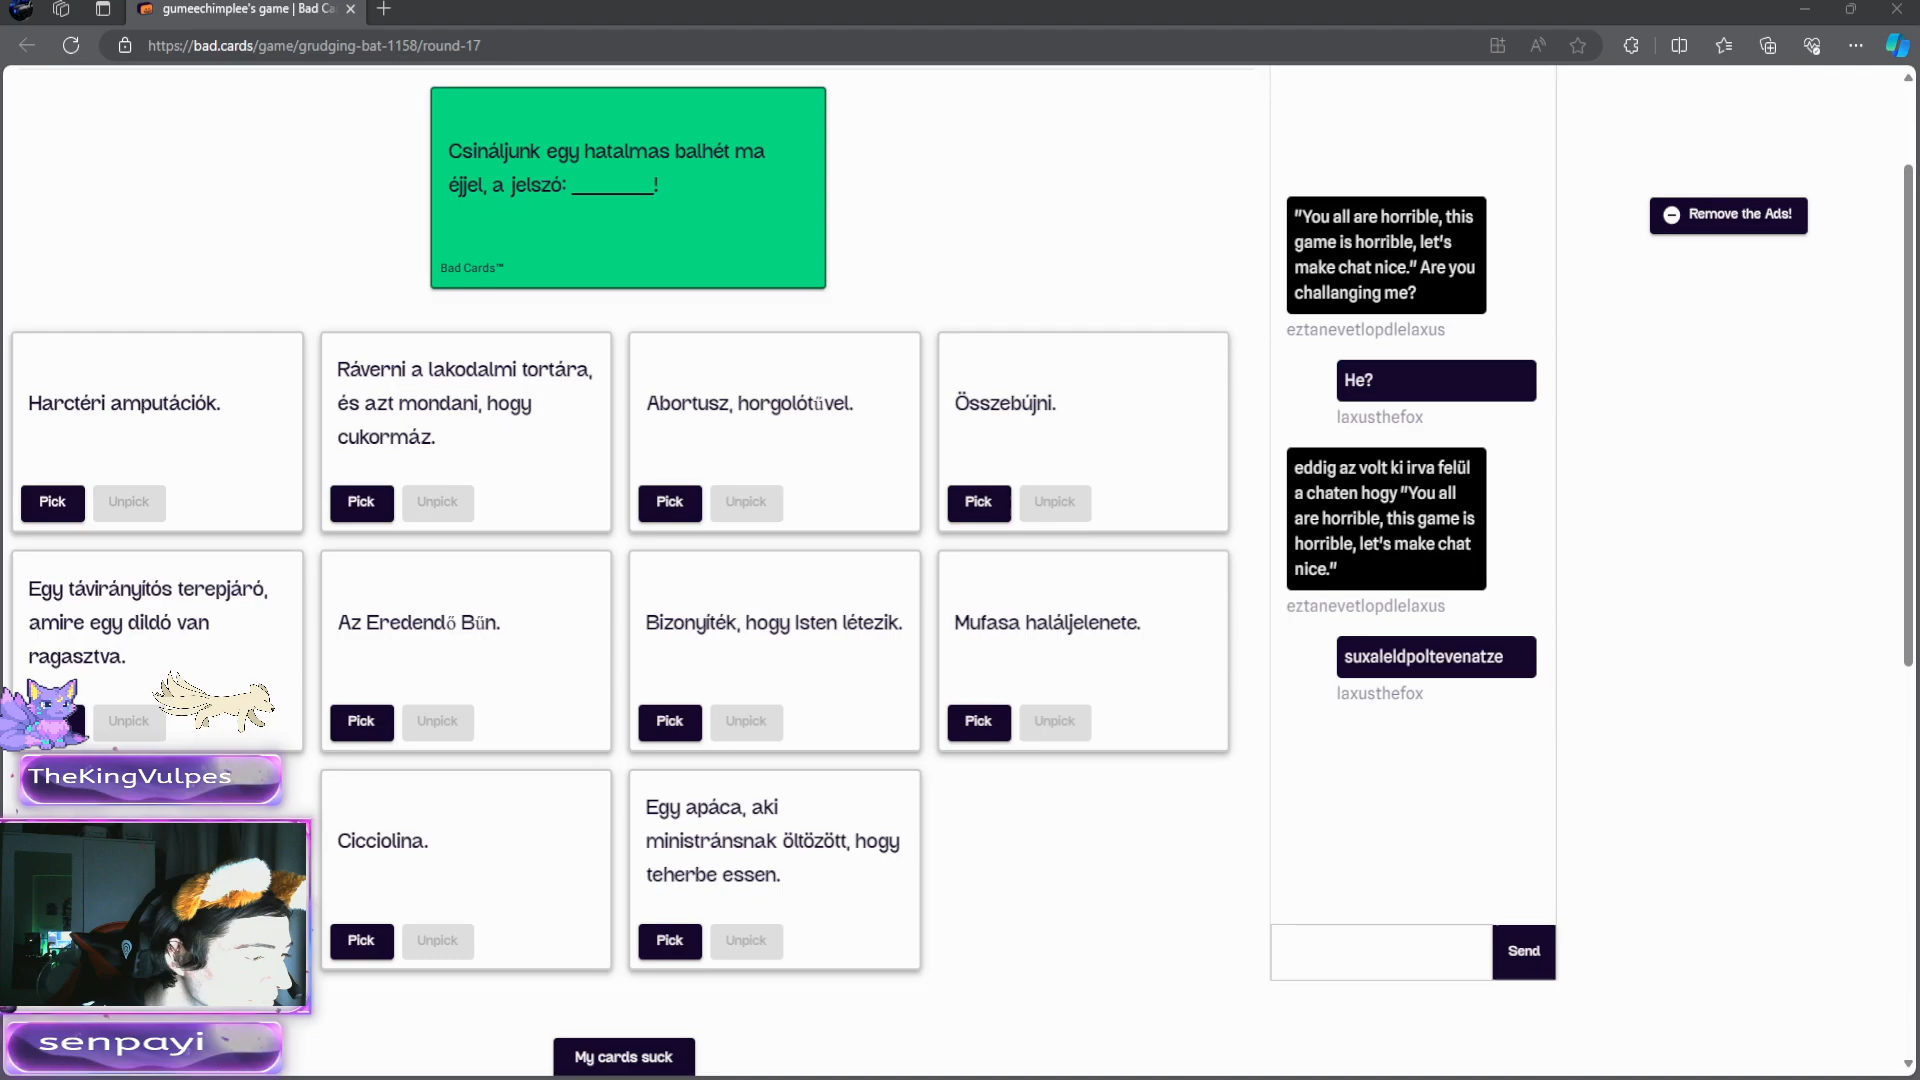 gumeechimplee's game | Bad Ca
https://bad.cards/game/grudging-bat-1158/round-17
Csináljunk egy hatalmas balhét ma
éjjel, a jelszó: ________!
Bad Cards™
Harctéri amputációk.
Pick
Unpick
Ráverni a lakodalmi tortára,
és azt mondani, hogy
cukormáz.
Pick
Unpick
Abortusz, horgolótűvel.
Pick
Unpick
Összebújni.
Pick
Unpick
Egy távirányítós terepjáró,
amire egy dildó van
ragasztva.
Unpick
Az Eredendő Bűn.
Pick
Unpick
Bizonyíték, hogy Isten létezik.
Pick
Unpick
Mufasa haláljelenete.
Pick
Unpick
TheKingVulpes
Cicciolina.
Pick
Unpick
Egy apáca, aki
ministránsnak öltözött, hogy
teherbe essen.
Pick
Unpick
senpayi
My cards suck
"You all are horrible, this
game is horrible, let's
make chat nice." Are you
challanging me?
eztanevetlopdlelaxus
He?
laxusthefox
eddig az volt ki irva felül
a chaten hogy "You all
are horrible, this game is
horrible, let's make chat
nice."
eztanevetlopdlelaxus
suxaleldpoltevenatze
laxusthefox
Send
Remove the Ads!